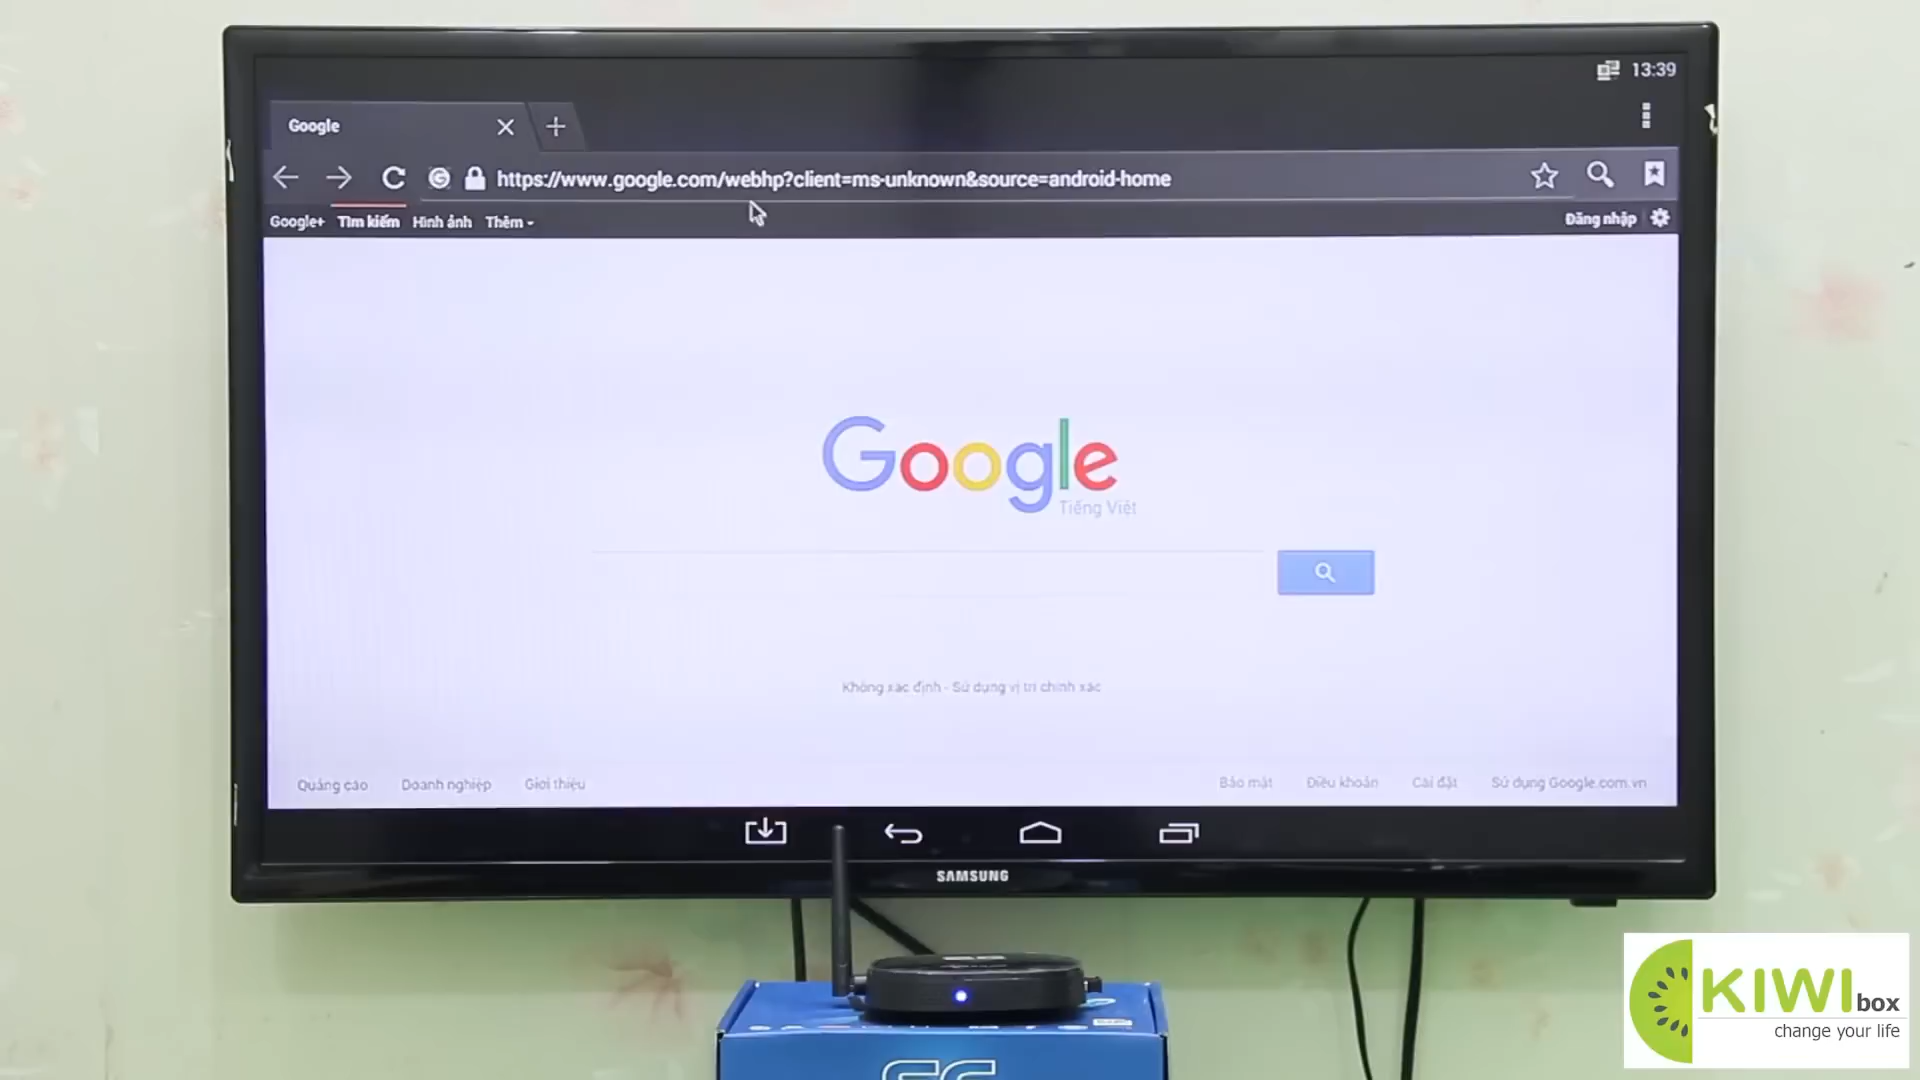 13:39
Google
https://www.google.com/webhp?client=ms-unknown&source=android-home
Google+ Tìm kiếm Hình ảnh Thêm Đăng nhập
Google
Tiếng Việt
Không xác định - Sử dụng vị trí chính xác
Quảng cáo Doanh nghiệp Giới thiệu Bảo mật Điều khoản Cài đặt Sử dụng Google.com.vn
SAMSUNG
KIWI box
change your life